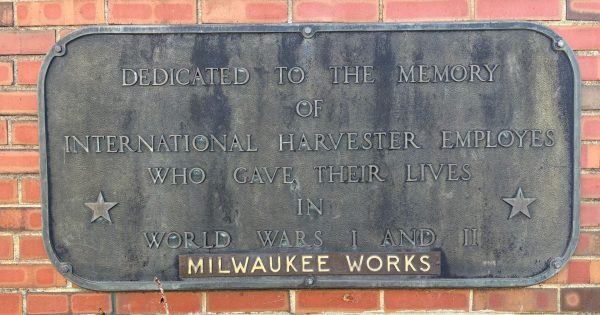 DEDICATED TO THE MEMORY
OF
INTERNATIONAL HARVESTER EMPLOYES
WHO GAVE THEIR LIVES
IN
WORLD WARS I AND II
MILWAUKEE WORKS